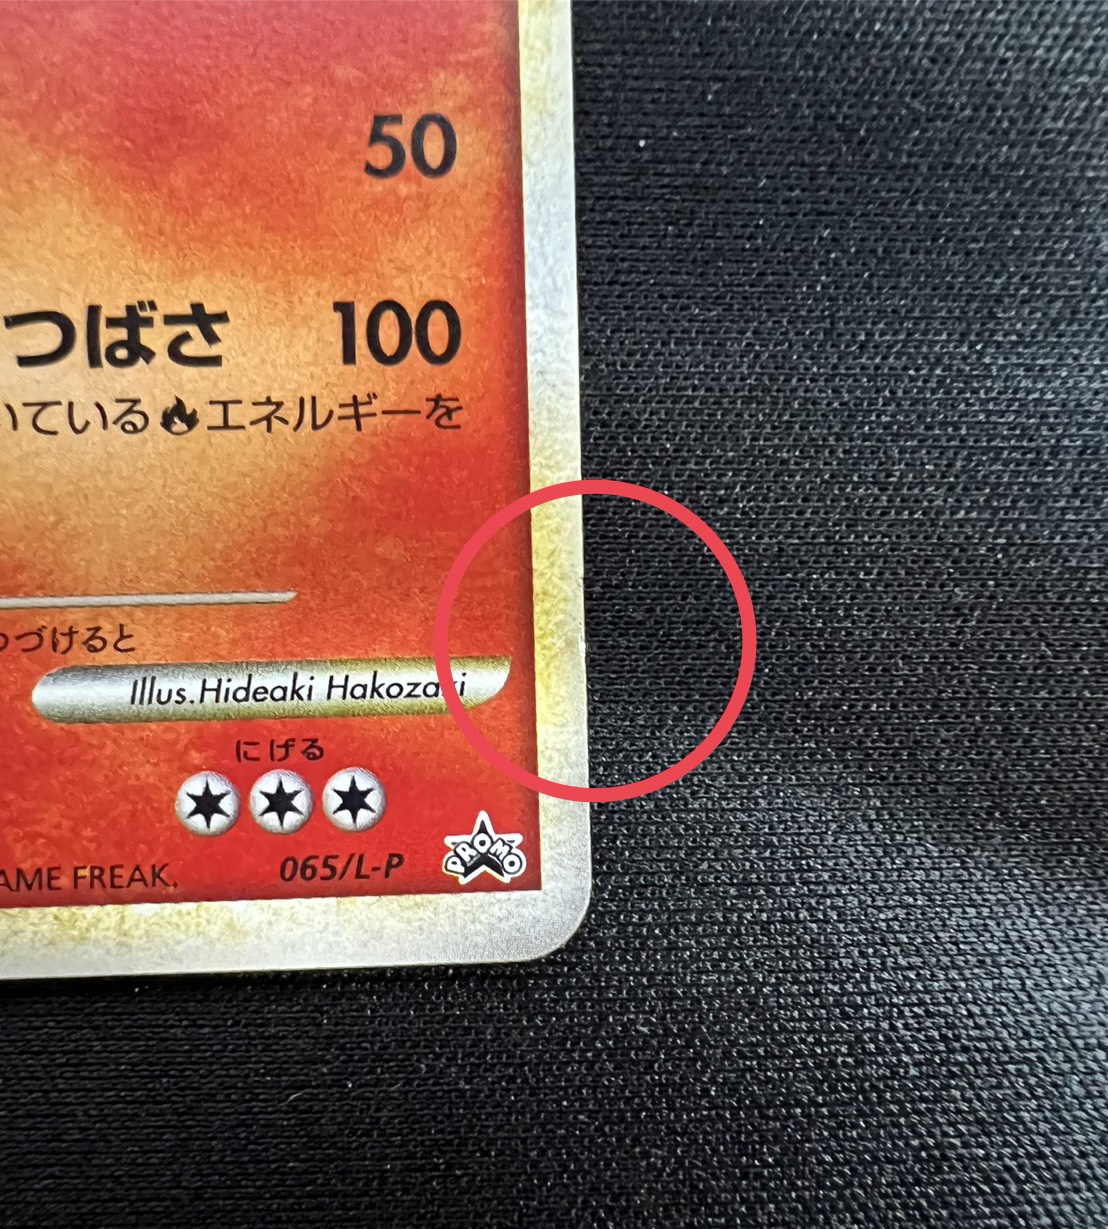 50
つばさ 100
いている エネルギーを
づけると
Illus.Hideaki Hakozaki
にげる
AME FREAK. 065/L-P PROMO